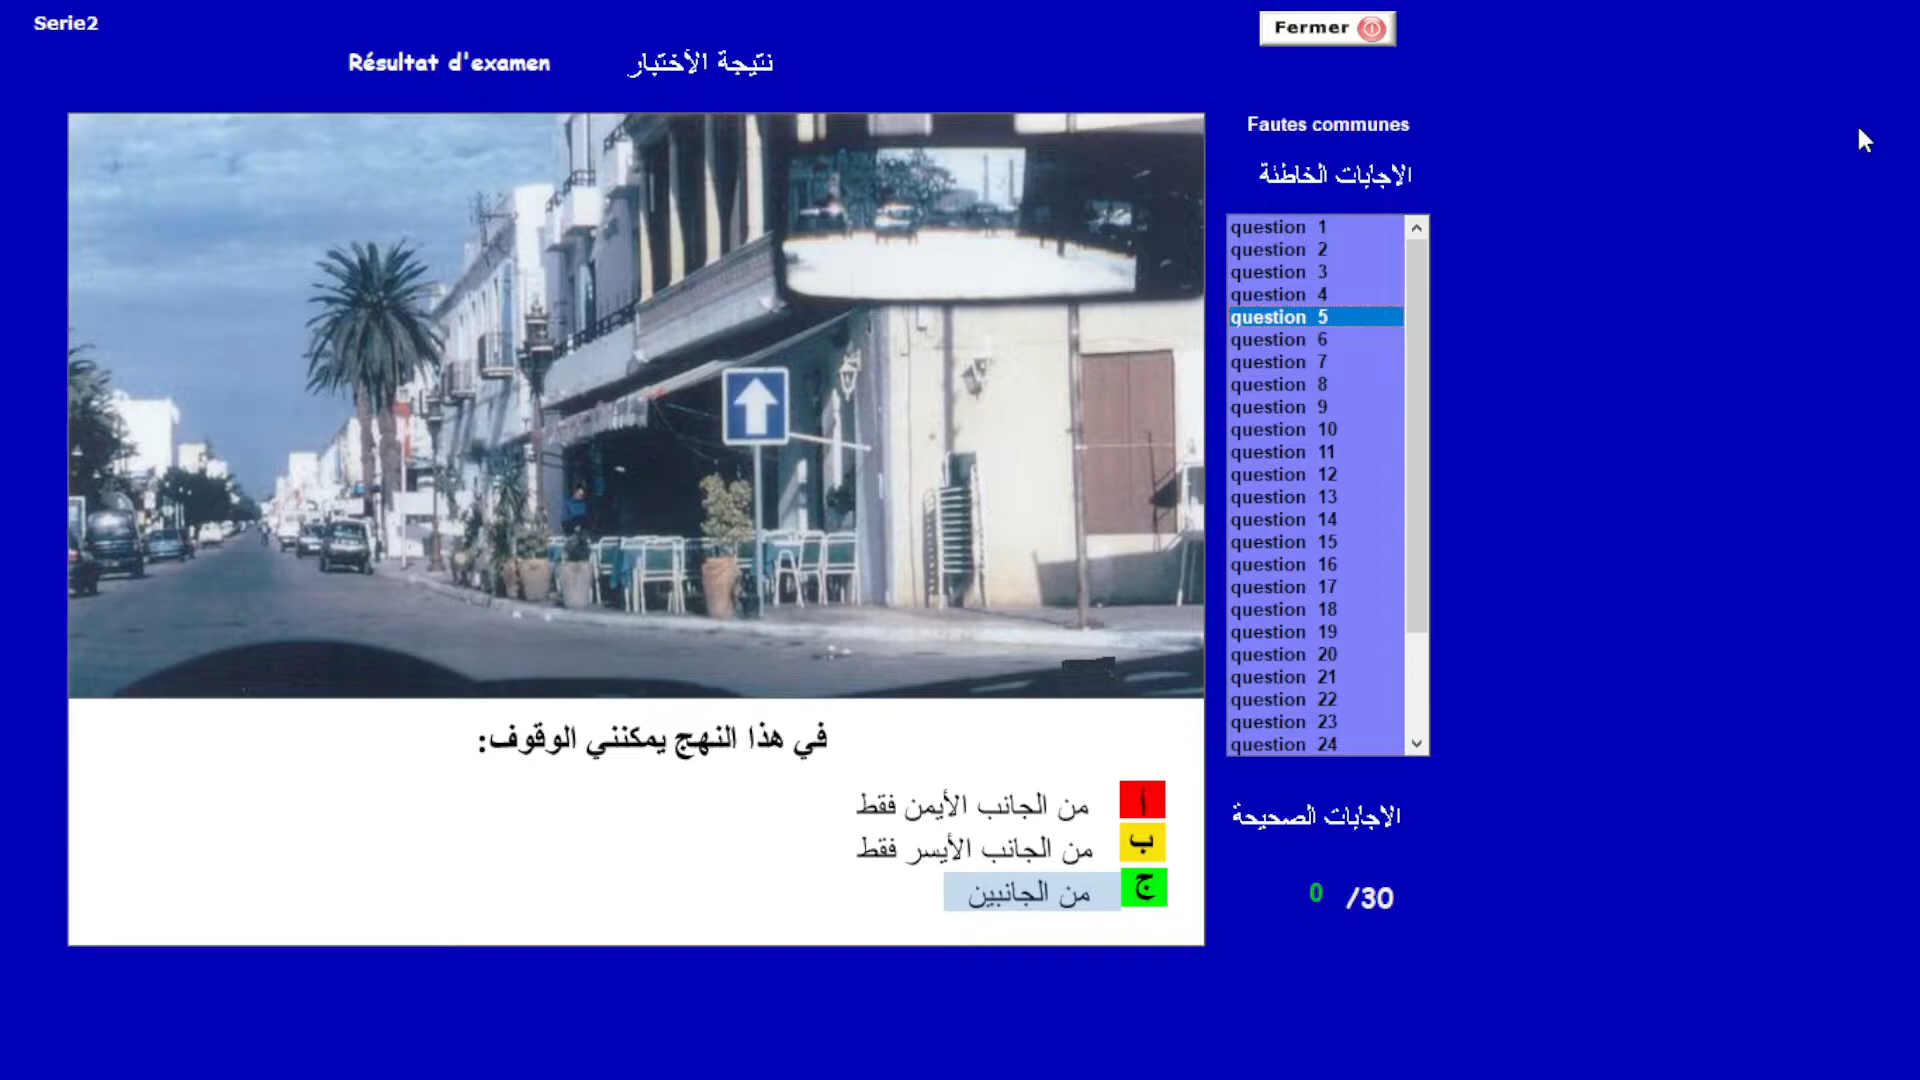 Serie2
Fermer
Résultat d'examen نتيجة الأختبار
Fautes communes
الاجابات الخاطئة
question 1
question 2
question 3
question 4
question 5
question 6
question 7
question 8
question 9
question 10
question 11
question 12
question 13
question 14
question 15
question 16
question 17
question 18
question 19
question 20
question 21
question 22
question 23
question 24
في هذا النهج يمكنني الوقوف:
أ من الجانب الأيمن فقط
ب من الجانب الأيسر فقط
ج من الجانبين
الاجابات الصحيحة
0 /30